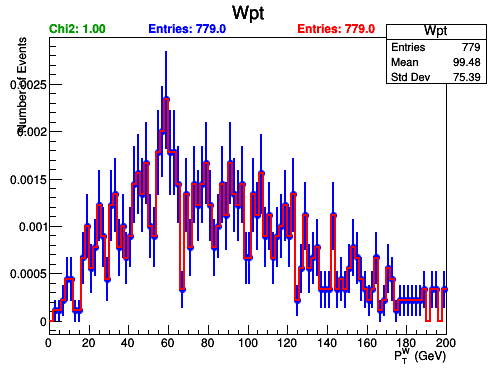 Wpt
Chi2: 1.00 Entries: 779.0 Entries: 779.0
Wpt
Entries 779
Mean 99.48
Std Dev 75.39
Number of Events
0.0025
0.002
0.0015
0.001
0.0005
0
0 20 40 60 80 100 120 140 160 180 200
P_T^W (GeV)